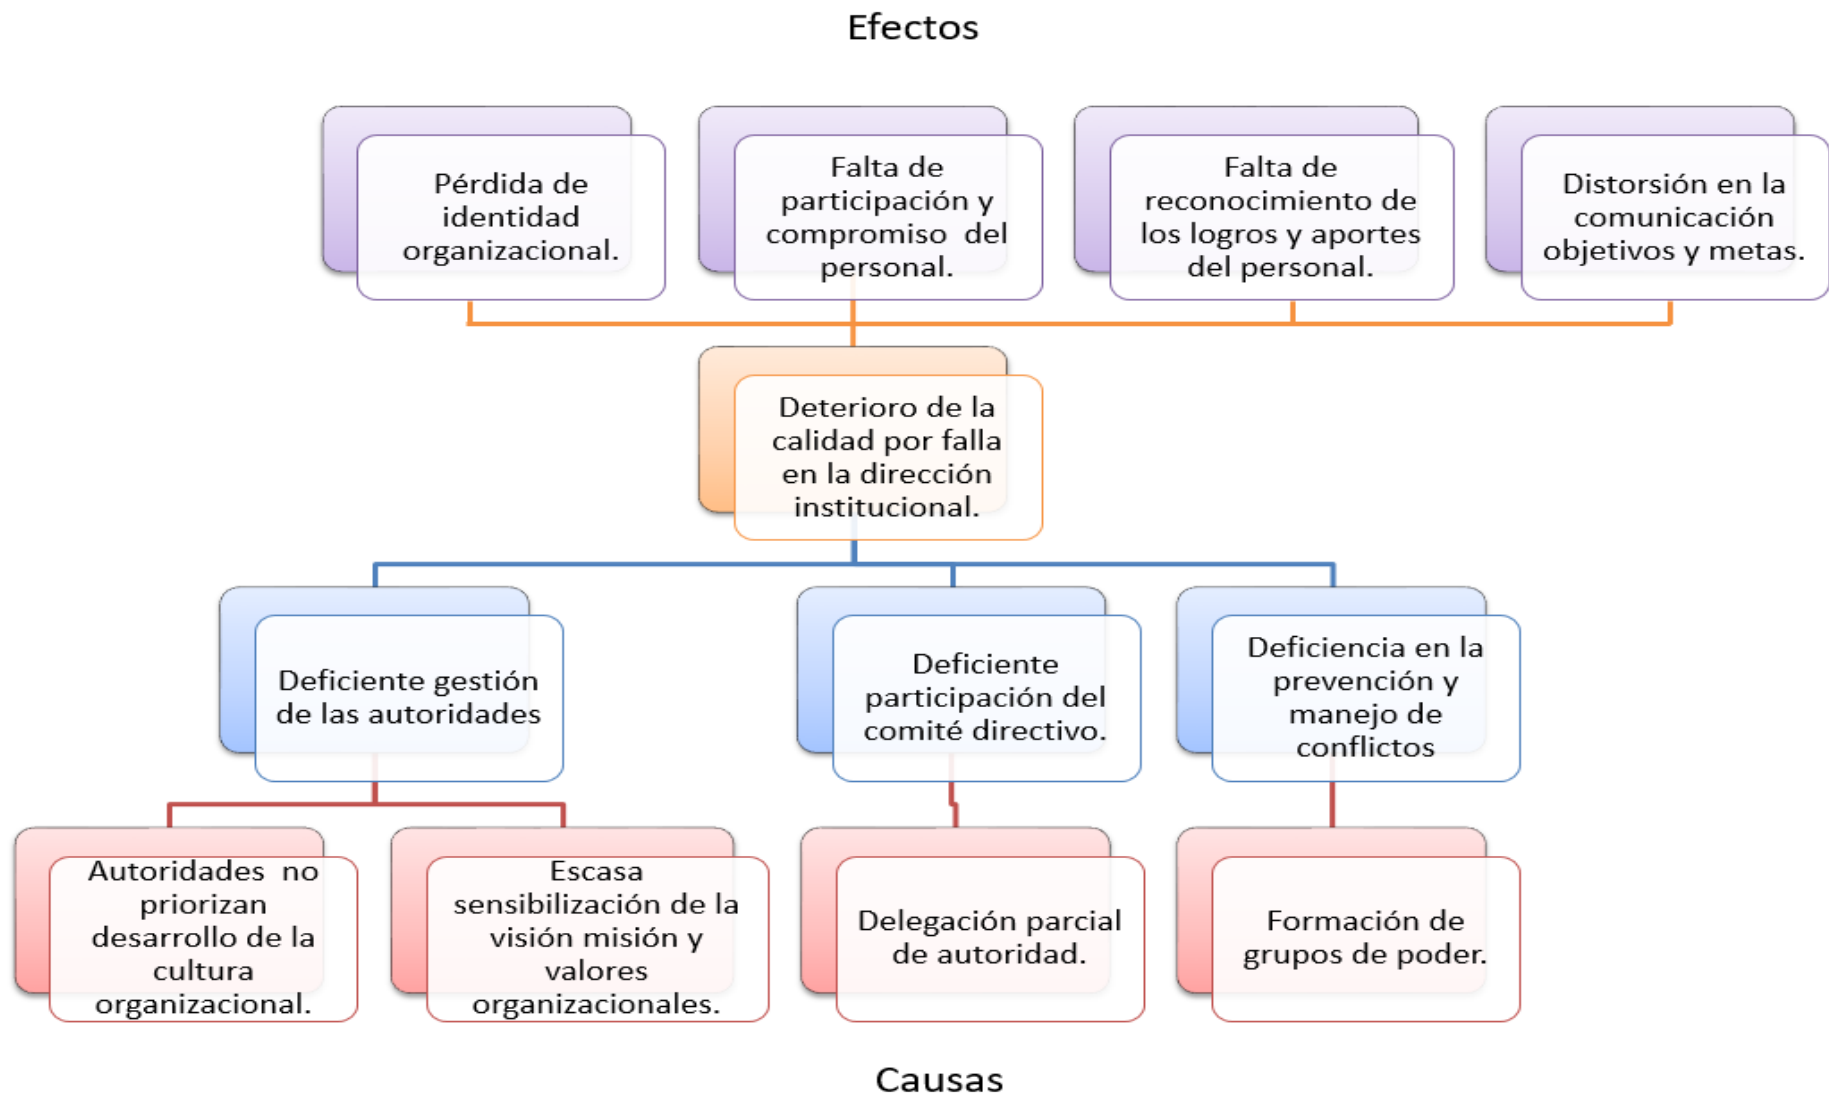 Efectos
Pérdida de
identidad
organizacional.
Falta de
participación y
compromiso  del
personal.
Falta de
reconocimiento de
los logros y aportes
del personal.
Distorsión en la
comunicación
objetivos y metas.
Deterioro de la
calidad por falla
en la dirección
institucional.
Deficiente gestión
de las autoridades
Deficiente
participación del
comité directivo.
Deficiencia en la
prevención y
manejo de
conflictos
Autoridades  no
priorizan
desarrollo de la
cultura
organizacional.
Escasa
sensibilización de la
visión misión y
valores
organizacionales.
Delegación parcial
de autoridad.
Formación de
grupos de poder.
Causas